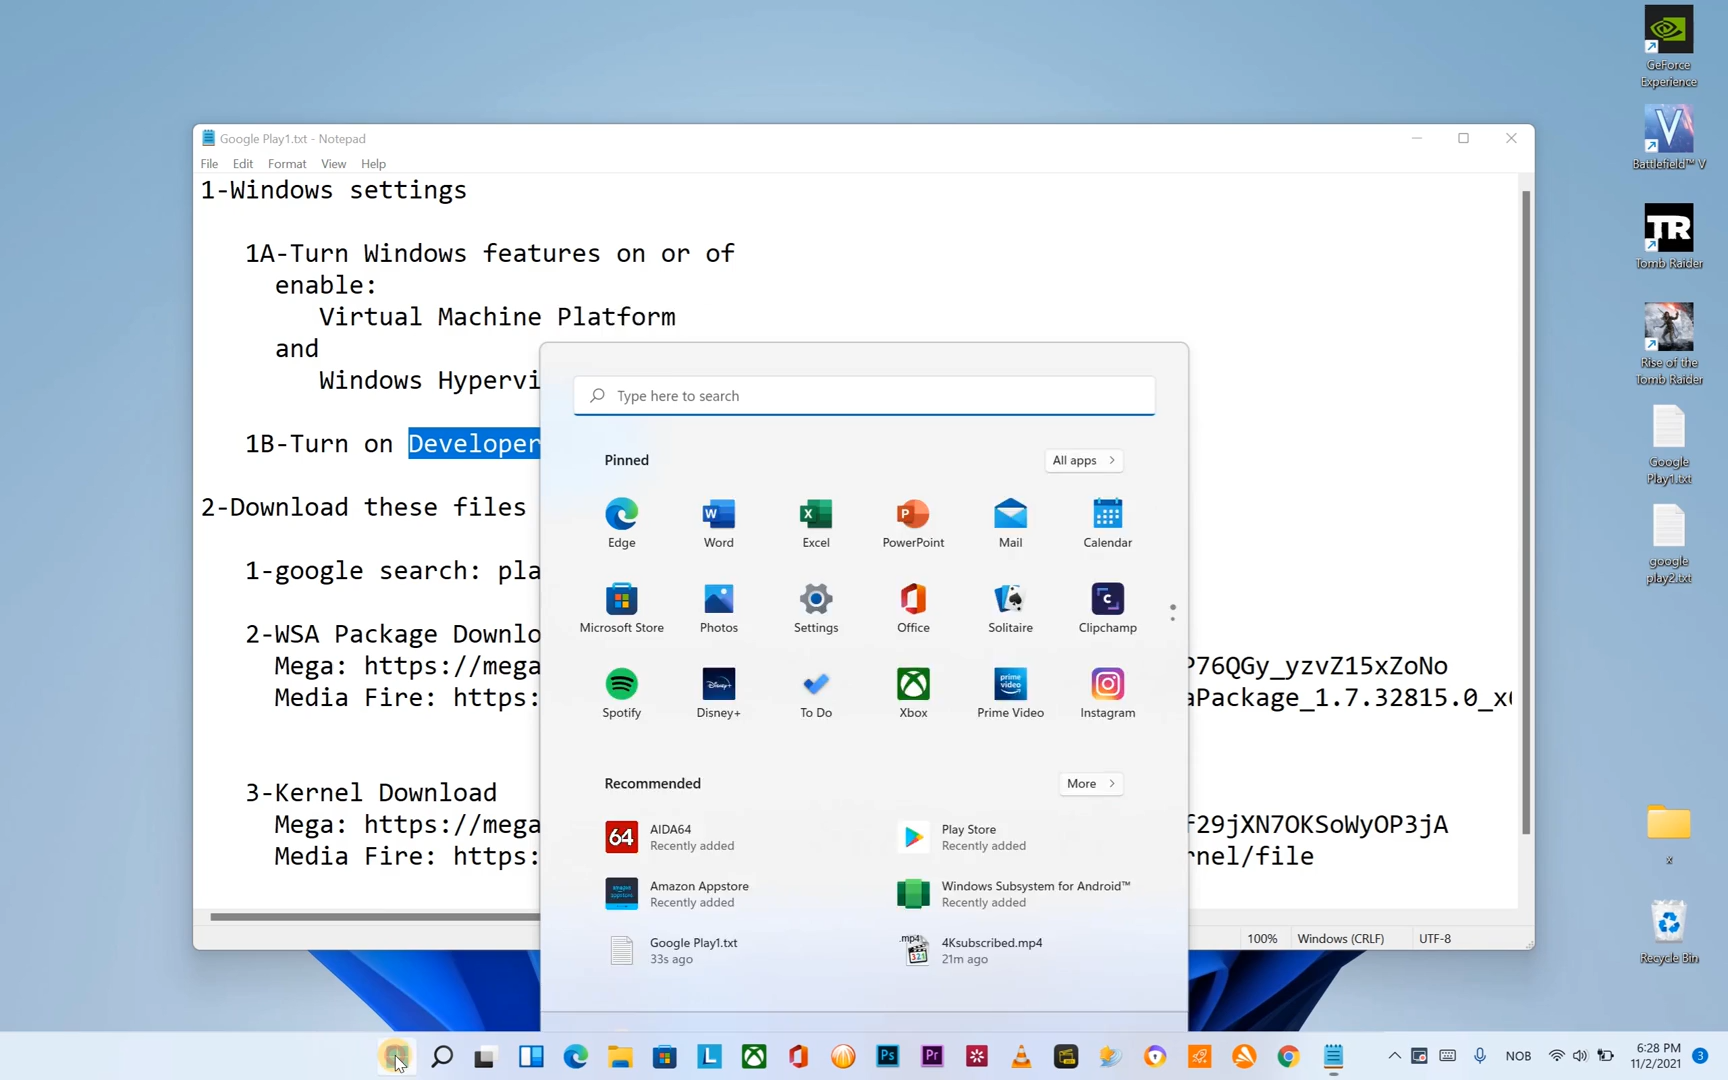 GeForce
Experience
Battlefield™ V
TR
Tomb Raider
Rise of the
Tomb Raider
Google
Play1.txt
google
play2.txt
x
Recycle Bin
Google Play1.txt - Notepad
File Edit Format View Help
1-Windows settings
1A-Turn Windows features on or of
enable:
Virtual Machine Platform
and
Windows Hypervi
1B-Turn on Developer
2-Download these files
1-google search: pla
2-WSA Package Downlo
Mega: https://mega P76QGy_yzvZ15xZoNo
Media Fire: https: aPackage_1.7.32815.0_x
3-Kernel Download
Mega: https://mega f29jXN7OKSoWyOP3jA
Media Fire: https: rnel/file
100% Windows (CRLF) UTF-8
Type here to search
Pinned All apps
Edge Word Excel PowerPoint Mail Calendar
Microsoft Store Photos Settings Office Solitaire Clipchamp
Spotify Disney+ To Do Xbox Prime Video Instagram
Recommended More
64 AIDA64
Recently added
Play Store
Recently added
Amazon Appstore
Recently added
Windows Subsystem for Android™
Recently added
Google Play1.txt
33s ago
4Ksubscribed.mp4
21m ago
NOB
6:28 PM
11/2/2021
3